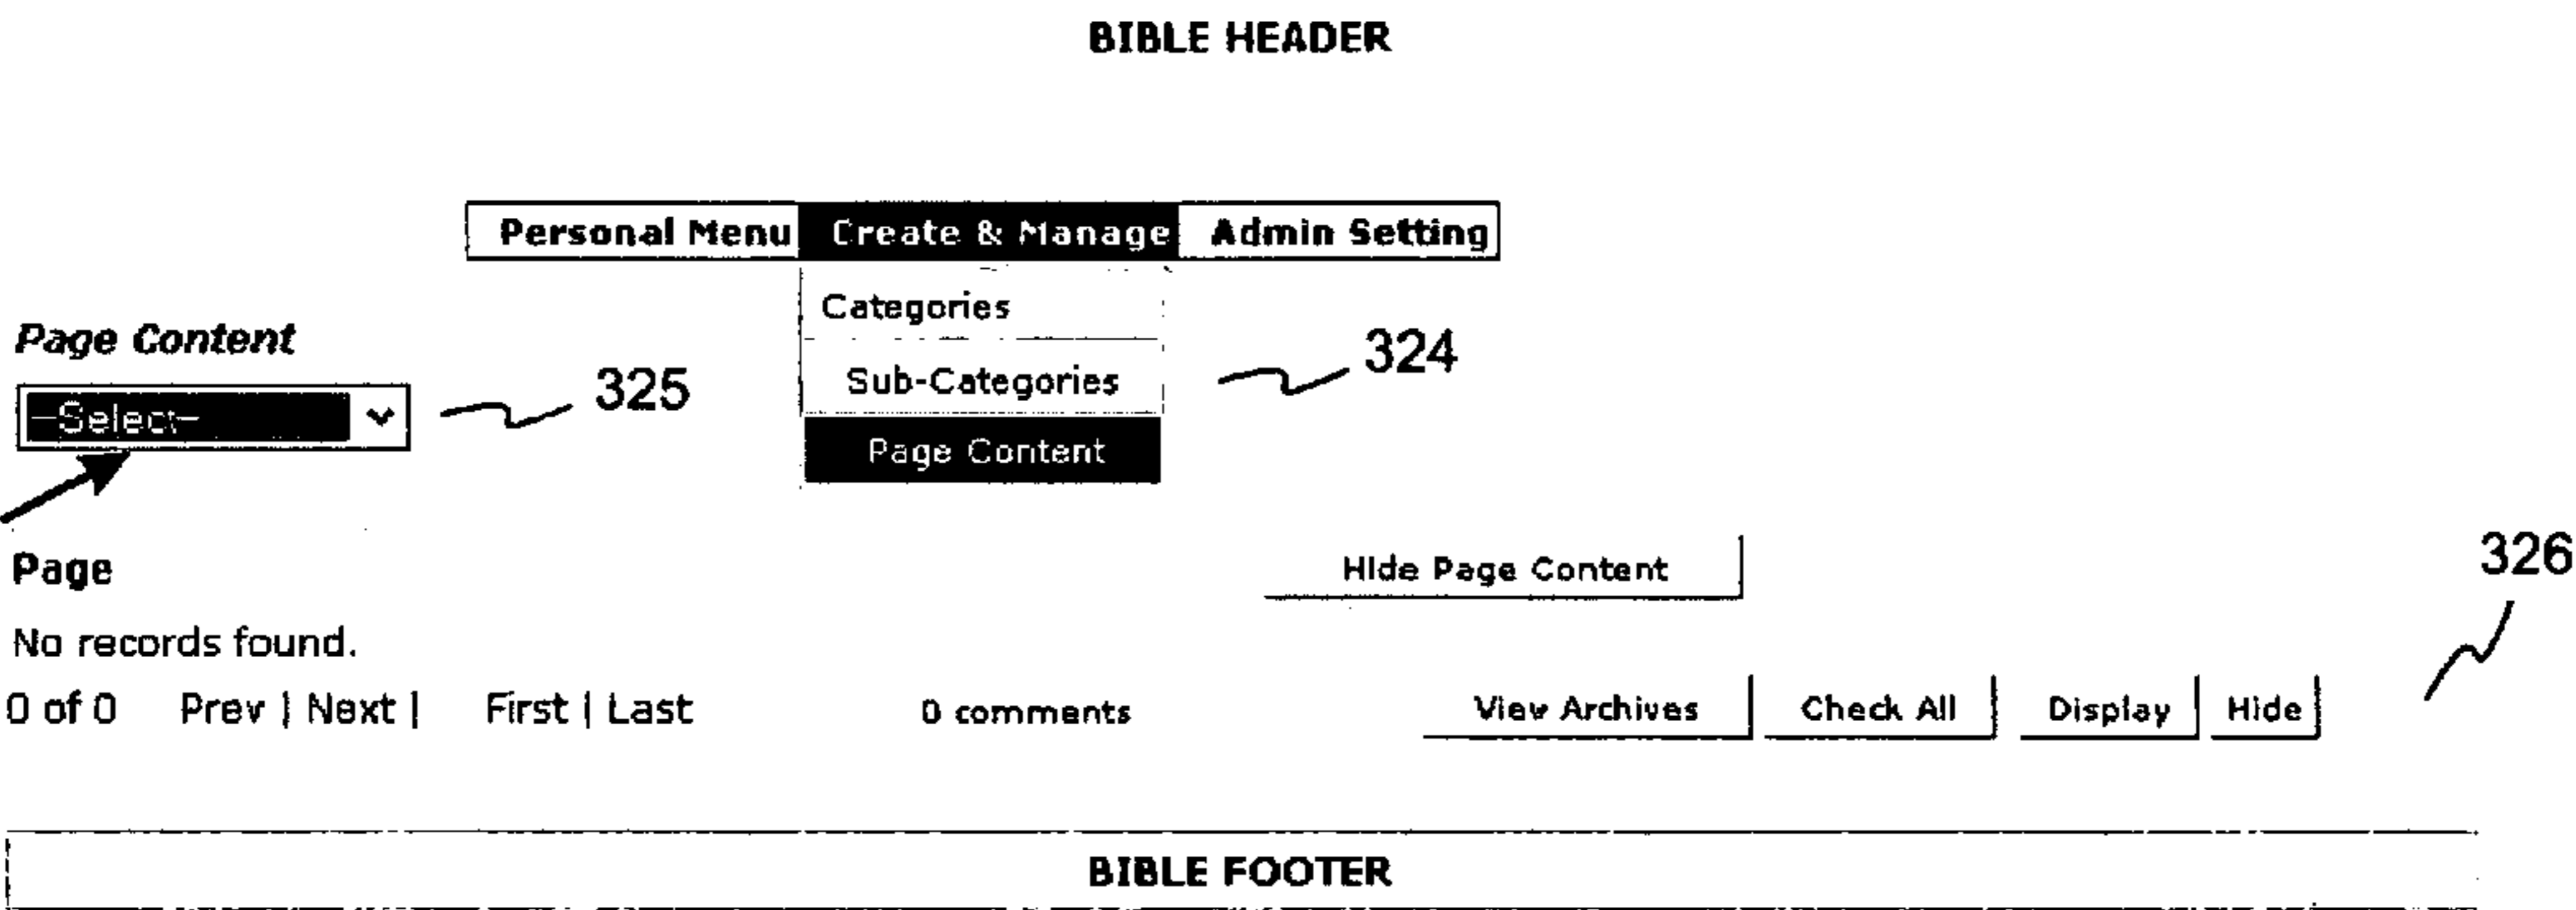 BIBLE HEADER
Personal Menu Create & Manage Admin Setting
Categories
Page Content
324
Sub-Categories
325
--Select--
Page Content
Page
Hide Page Content
326
No records found.
0 of 0 Prev | Next | First | Last 0 comments View Archives Check All Display Hide
BIBLE FOOTER